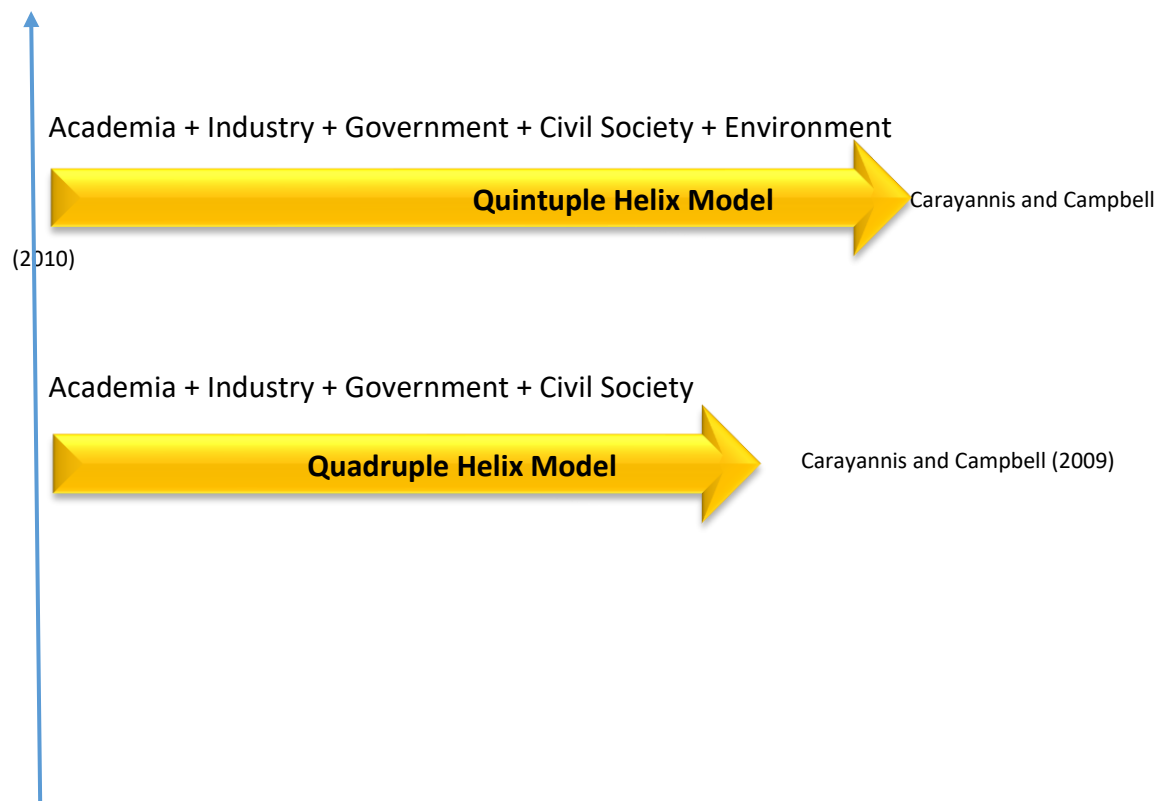 Academia + Industry + Government + Civil Society + Environment
Quintuple Helix Model
Carayannis and Campbell
(2010)
Academia + Industry + Government + Civil Society
Quadruple Helix Model
Carayannis and Campbell (2009)